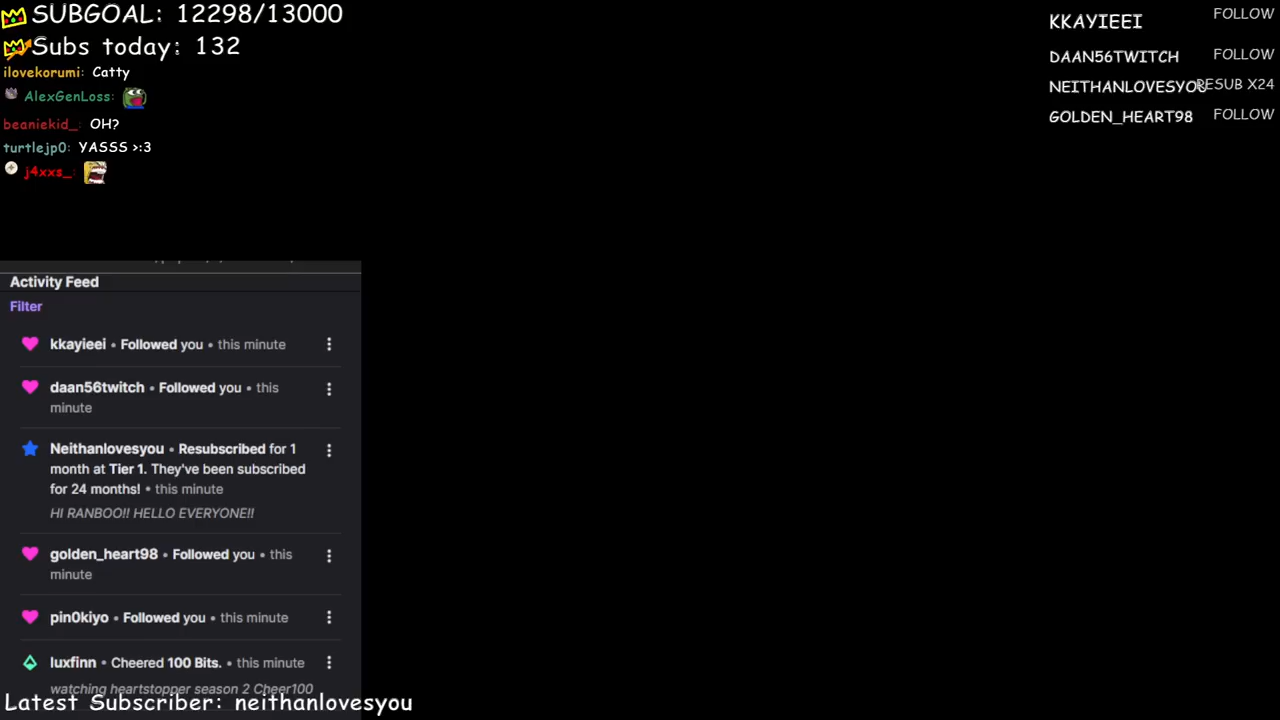 SUBGOAL: 12298/13000
Subs today: 132
ilovekorumi: Catty
AlexGenLoss:
beaniekid_: OH?
turtlejp0: YASSS >:3
j4xxs_:
KKAYIEEI FOLLOW
DAAN56TWITCH FOLLOW
NEITHANLOVESYOU RESUB X24
GOLDEN_HEART98 FOLLOW
Activity Feed
Filter
kkayieei • Followed you • this minute
daan56twitch • Followed you • this
minute
Neithanlovesyou • Resubscribed for 1
month at Tier 1. They've been subscribed
for 24 months! • this minute
HI RANBOO!! HELLO EVERYONE!!
golden_heart98 • Followed you • this
minute
pin0kiyo • Followed you • this minute
luxfinn • Cheered 100 Bits. • this minute
watching heartstopper season 2 Cheer100
Latest Subscriber: neithanlovesyou